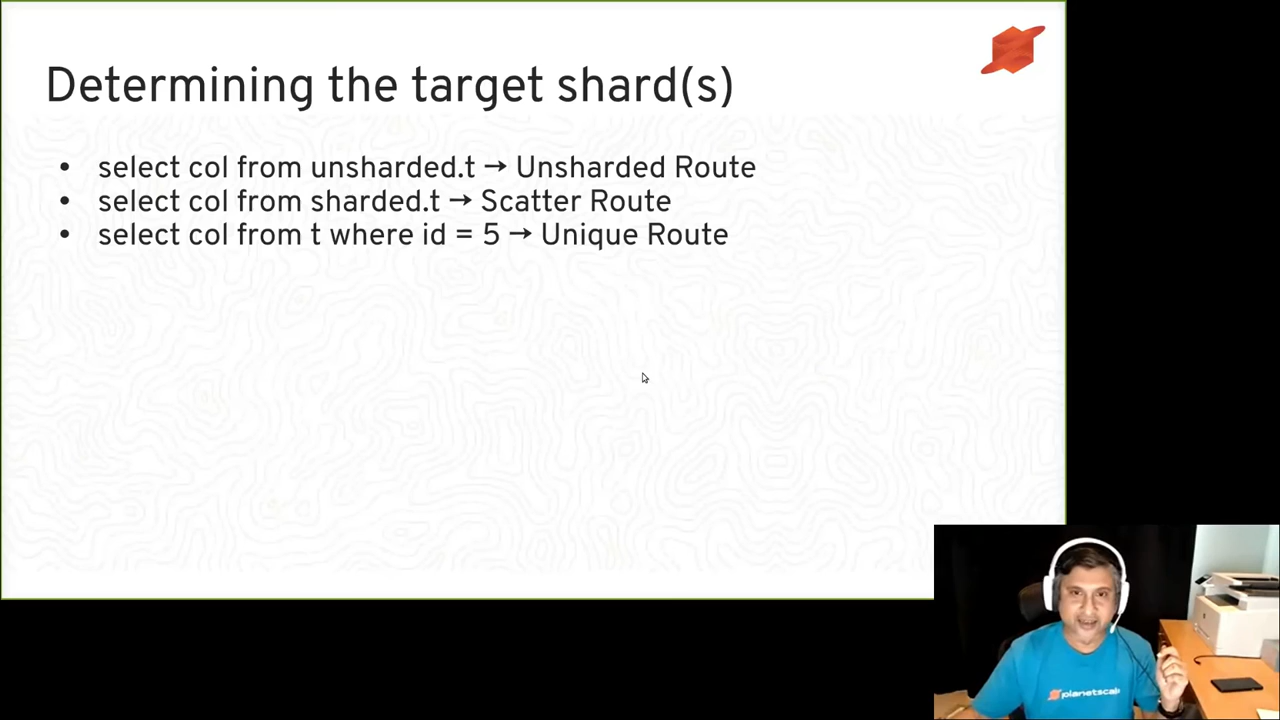 Determining the target shard(s)
• select col from unsharded.t → Unsharded Route
• select col from sharded.t → Scatter Route
• select col from t where id = 5 → Unique Route
planetscal